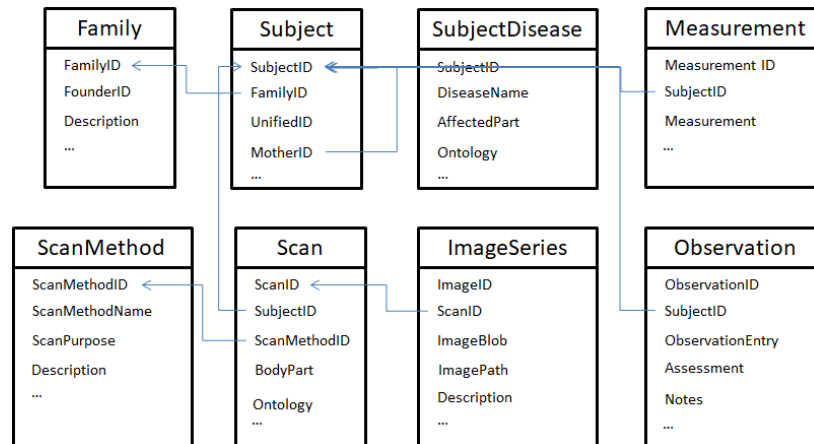 Family
FamilyID
FounderID
Description
...
Subject
SubjectID
FamilyID
UnifiedID
MotherID
...
SubjectDisease
SubjectID
DiseaseName
AffectedPart
Ontology
...
Measurement
Measurement ID
SubjectID
Measurement
...
ScanMethod
ScanMethodID
ScanMethodName
ScanPurpose
Description
...
Scan
ScanID
SubjectID
ScanMethodID
BodyPart
Ontology
...
ImageSeries
ImageID
ScanID
ImageBlob
ImagePath
Description
...
Observation
ObservationID
SubjectID
ObservationEntry
Assessment
Notes
...